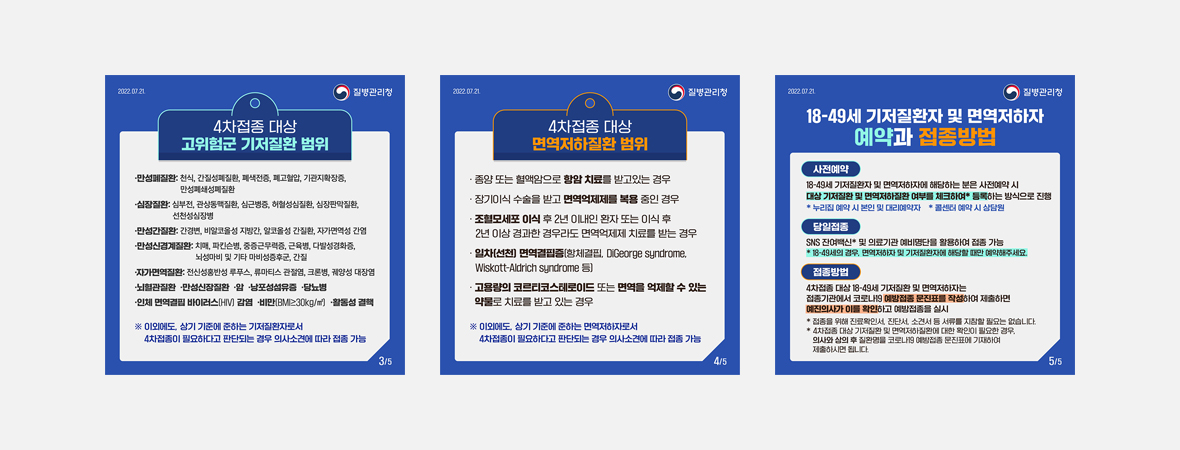 2022.07.21.
질병관리청
4차접종 대상
고위험군 기저질환 범위
·만성폐질환: 천식, 간질성폐질환, 폐색전증, 폐고혈압, 기관지확장증,
만성폐쇄성폐질환
·심장질환: 심부전, 관상동맥질환, 심근병증, 허혈성심질환, 심장판막질환,
선천성심장병
·만성간질환: 간경변, 비알코올성 지방간, 알코올성 간질환, 자가면역성 간염
·만성신경계질환: 치매, 파킨슨병, 중증근무력증, 근육병, 다발성경화증,
뇌성마비 및 기타 마비성증후군, 간질
·자가면역질환: 전신성홍반성 루푸스, 류마티스 관절염, 크론병, 궤양성 대장염
·뇌혈관질환 ·만성신장질환 ·암 ·낭포성섬유증 ·당뇨병
·인체 면역결핍 바이러스(HIV) 감염 ·비만(BMI≥30kg/㎡) ·활동성 결핵
※ 이외에도, 상기 기준에 준하는 기저질환자로서
4차접종이 필요하다고 판단되는 경우 의사소견에 따라 접종 가능
3/5
2022.07.21.
질병관리청
4차접종 대상
면역저하질환 범위
· 종양 또는 혈액암으로 항암 치료를 받고있는 경우
· 장기이식 수술을 받고 면역억제제를 복용 중인 경우
· 조혈모세포 이식 후 2년 이내인 환자 또는 이식 후
2년 이상 경과한 경우라도 면역억제제 치료를 받는 경우
· 일차(선천) 면역결핍증(항체결핍, DiGeorge syndrome,
Wiskott-Aldrich syndrome 등)
· 고용량의 코르티코스테로이드 또는 면역을 억제할 수 있는
약물로 치료를 받고 있는 경우
※ 이외에도, 상기 기준에 준하는 면역저하자로서
4차접종이 필요하다고 판단되는 경우 의사소견에 따라 접종 가능
4/5
2022.07.21.
질병관리청
18-49세 기저질환자 및 면역저하자
예약과 접종방법
사전예약
18-49세 기저질환자 및 면역저하자에 해당하는 분은 사전예약 시
대상 기저질환 및 면역저하질환 여부를 체크하여* 등록하는 방식으로 진행
* 누리집 예약 시 본인 및 대리예약자 * 콜센터 예약 시 상담원
당일접종
SNS 잔여백신* 및 의료기관 예비명단을 활용하여 접종 가능
* 18-49세의 경우, 면역저하자 및 기저질환자에 해당할 때만 예약해주세요.
접종방법
4차접종 대상 18-49세 기저질환 및 면역저하자는
접종기관에서 코로나19 예방접종 문진표를 작성하여 제출하면
예진의사가 이를 확인하고 예방접종을 실시
* 접종을 위해 진료확인서, 진단서, 소견서 등 서류를 지참할 필요는 없습니다.
* 4차접종 대상 기저질환 및 면역저하질환에 대한 확인이 필요한 경우,
의사와 상의 후 질환명을 코로나19 예방접종 문진표에 기재하여
제출하시면 됩니다.
5/5